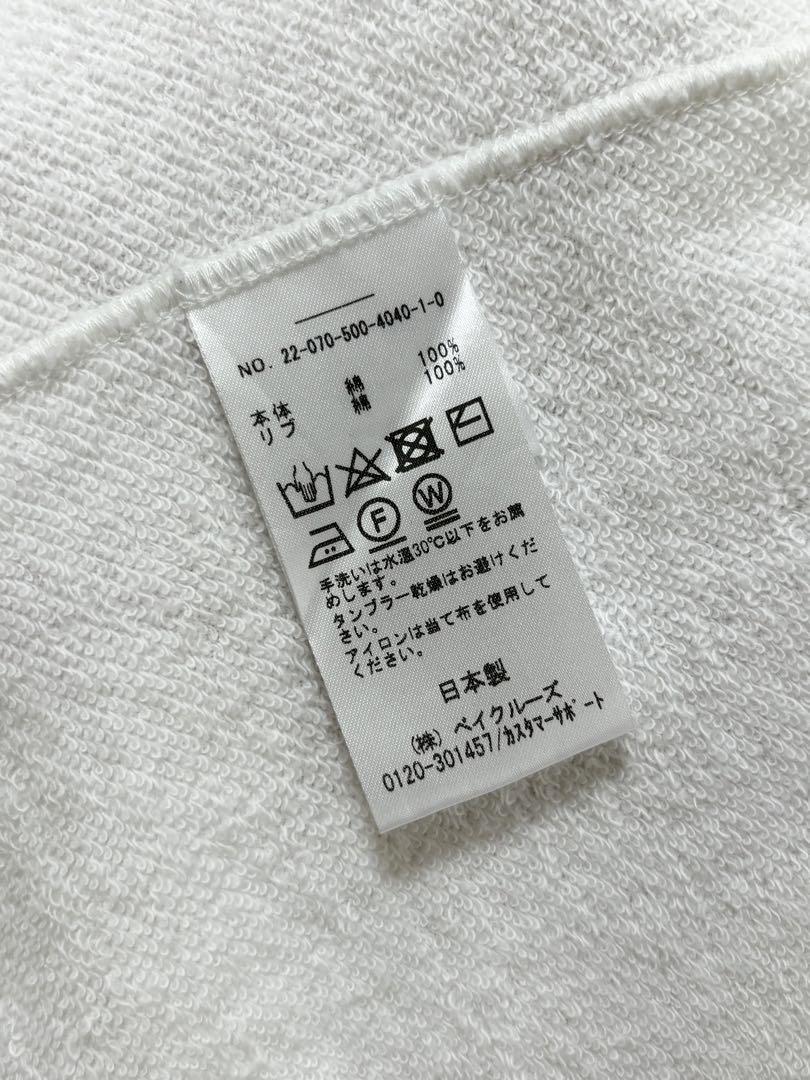 NO. 22-070-500-4040-1-0
本体 綿 100%
リブ 綿 100%
F W
手洗いは水温30℃以下をお薦
めします。
タンブラー乾燥はお避けくだ
さい。
アイロンは当て布を使用して
ください。
日本製
(株) ベイクルーズ
0120-301457/ｶｽﾀﾏｰｻﾎﾟｰﾄ